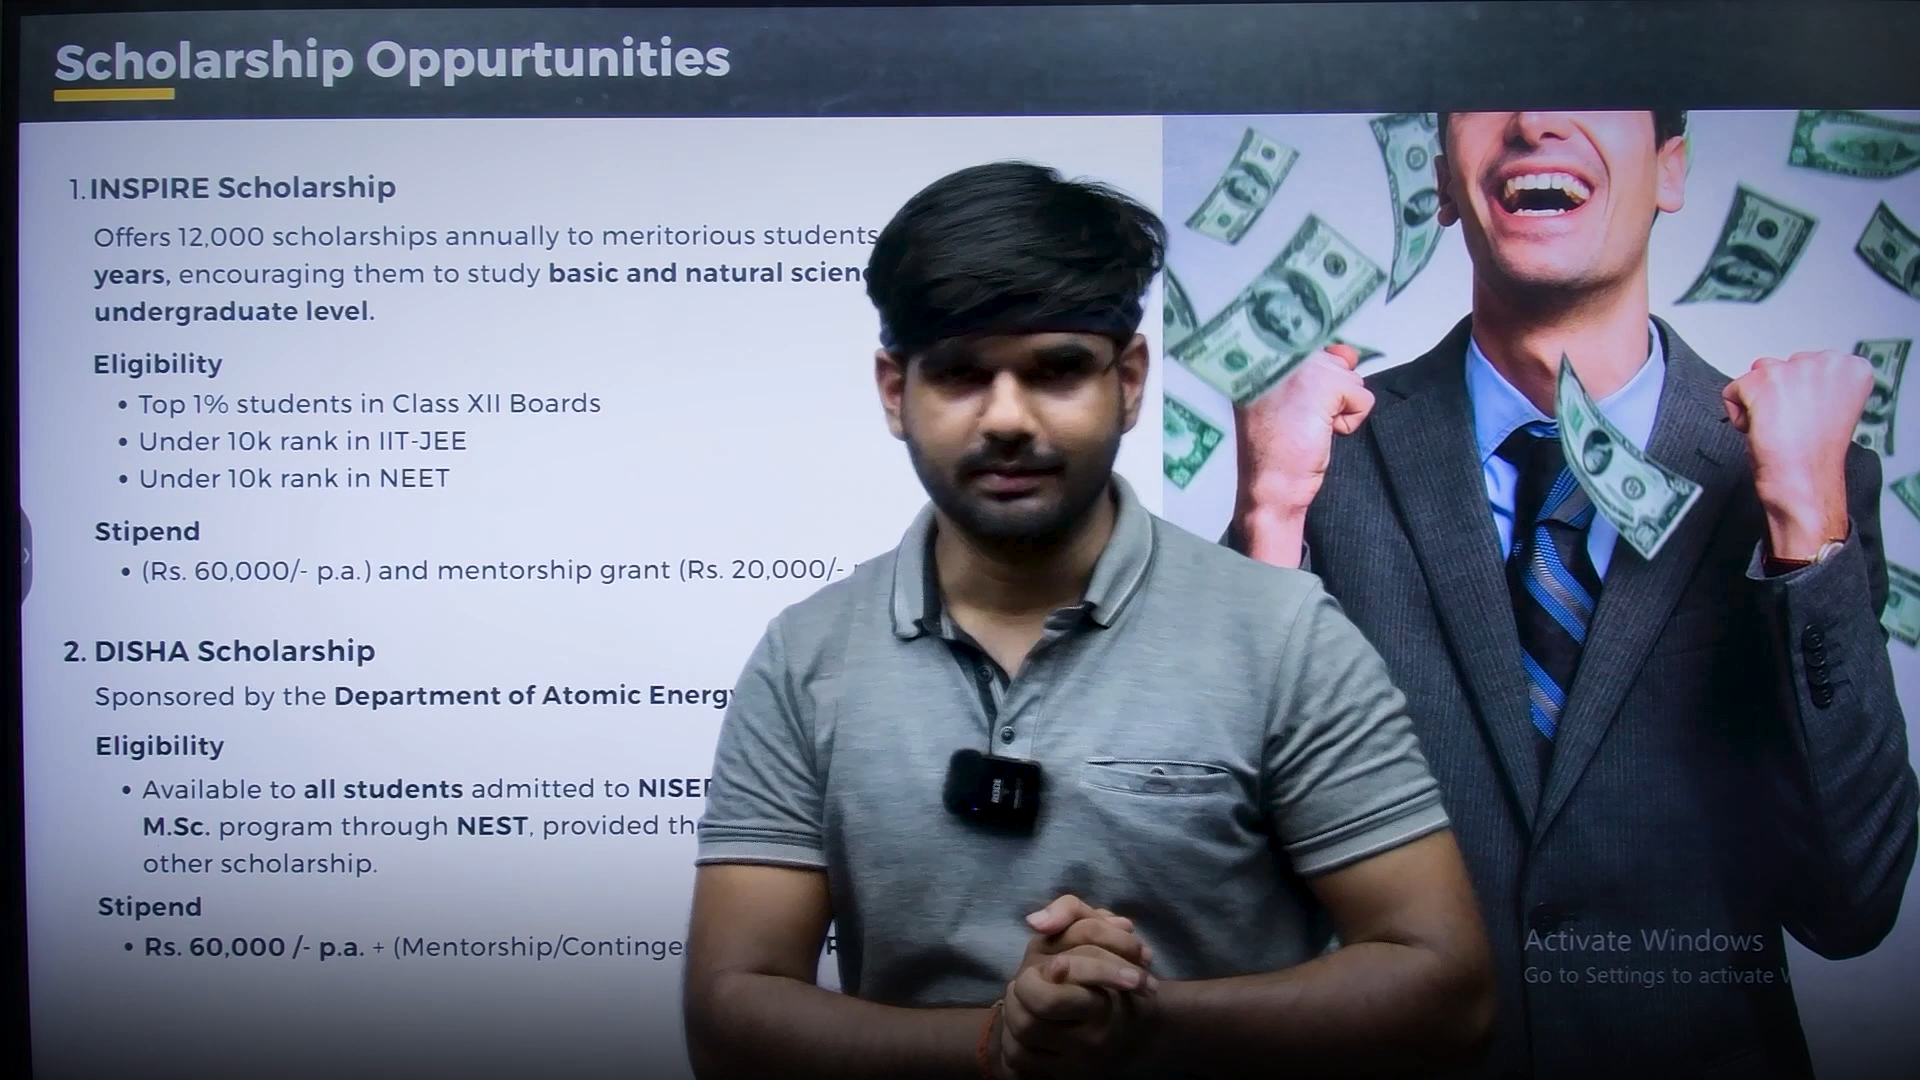 Scholarship Oppurtunities
1. INSPIRE Scholarship
Offers 12,000 scholarships annually to meritorious students
years, encouraging them to study basic and natural
undergraduate level.
Eligibility
• Top 1% students in Class XII Boards
• Under 10k rank in IIT-JEE
• Under 10k rank in NEET
Stipend
• (Rs. 60,000/- p.a.) and mentorship grant (Rs. 20,000/-
2. DISHA Scholarship
Sponsored by the Department of Atomic Energy
Eligibility
• Available to all students admitted to
M.Sc. program through NEST, provided
other scholarship.
Stipend
• Rs. 60,000 /- p.a. +
Activate Windows
Go to Settings to activate
RODE